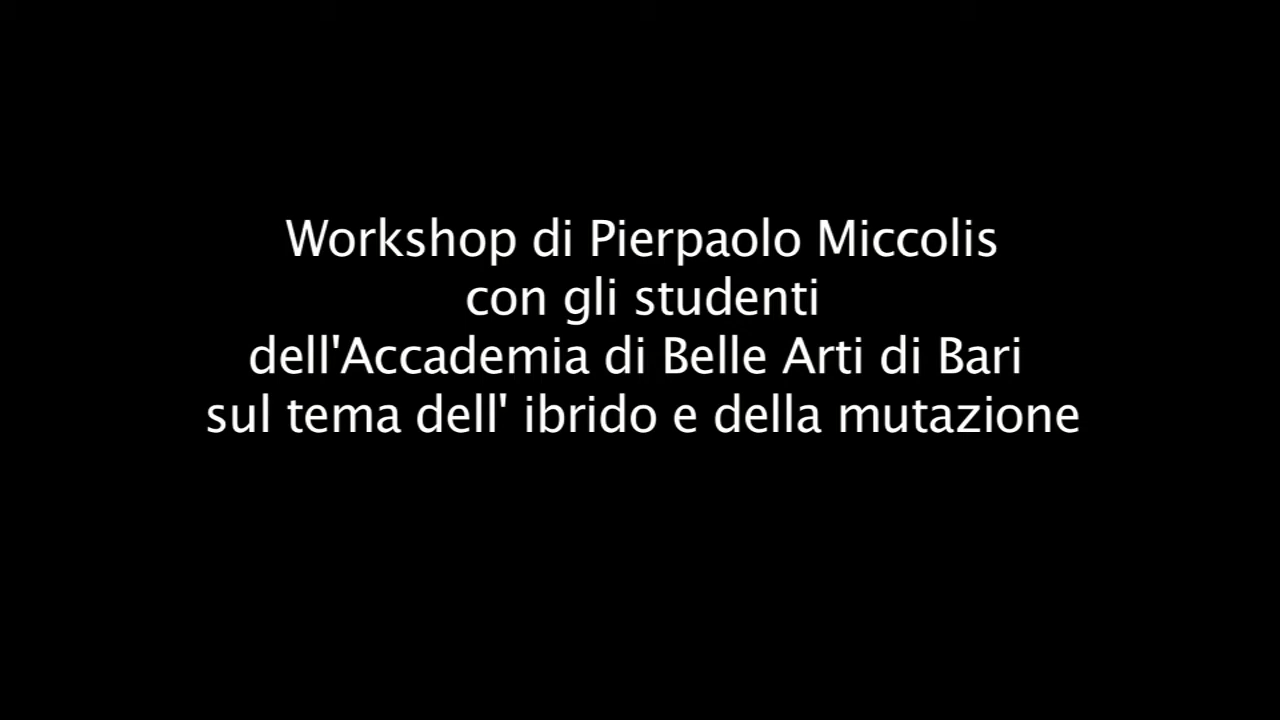 Workshop di Pierpaolo Miccolis
con gli studenti
dell'Accademia di Belle Arti di Bari
sul tema dell' ibrido e della mutazione